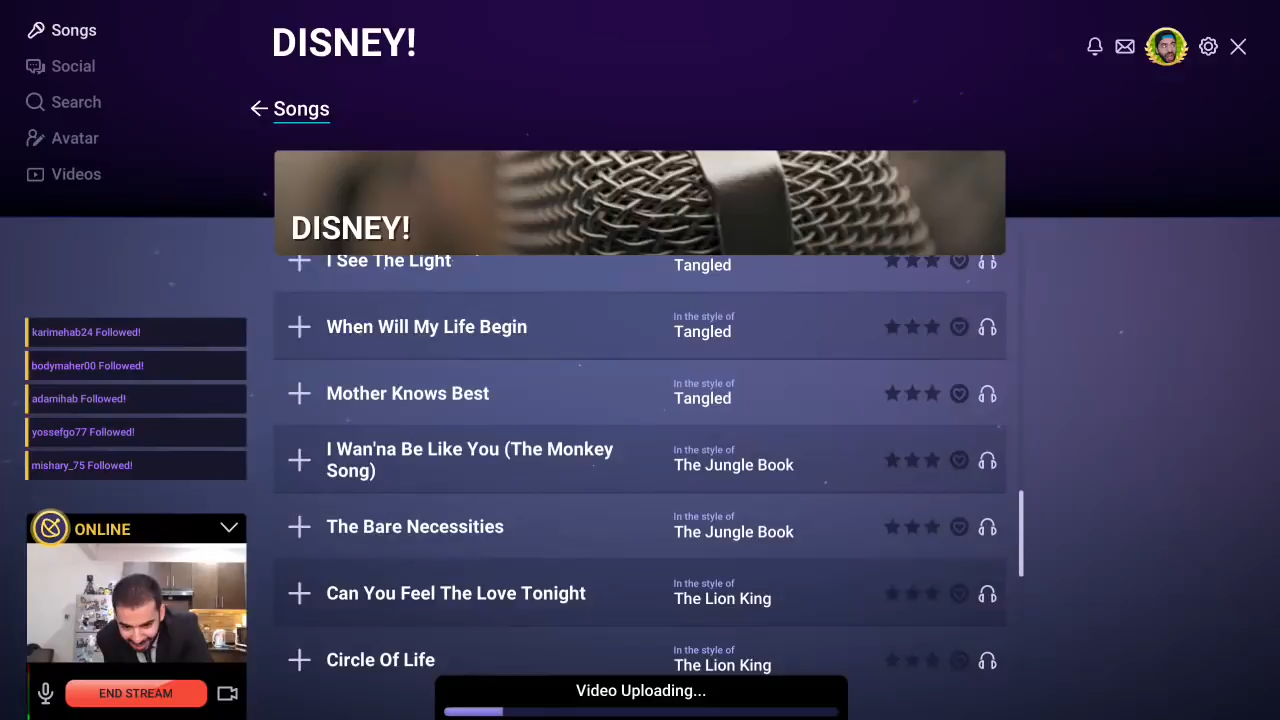 Songs
Social
Search
Avatar
Videos
DISNEY!
Songs
DISNEY!
I See The Light
Tangled
When Will My Life Begin
In the style of
Tangled
Mother Knows Best
In the style of
Tangled
I Wan'na Be Like You (The Monkey
Song)
In the style of
The Jungle Book
The Bare Necessities
In the style of
The Jungle Book
Can You Feel The Love Tonight
In the style of
The Lion King
Circle Of Life
In the style of
The Lion King
karimehab24 Followed!
bodymaher00 Followed!
adamihab Followed!
yossefgo77 Followed!
mishary_75 Followed!
ONLINE
END STREAM
Video Uploading...